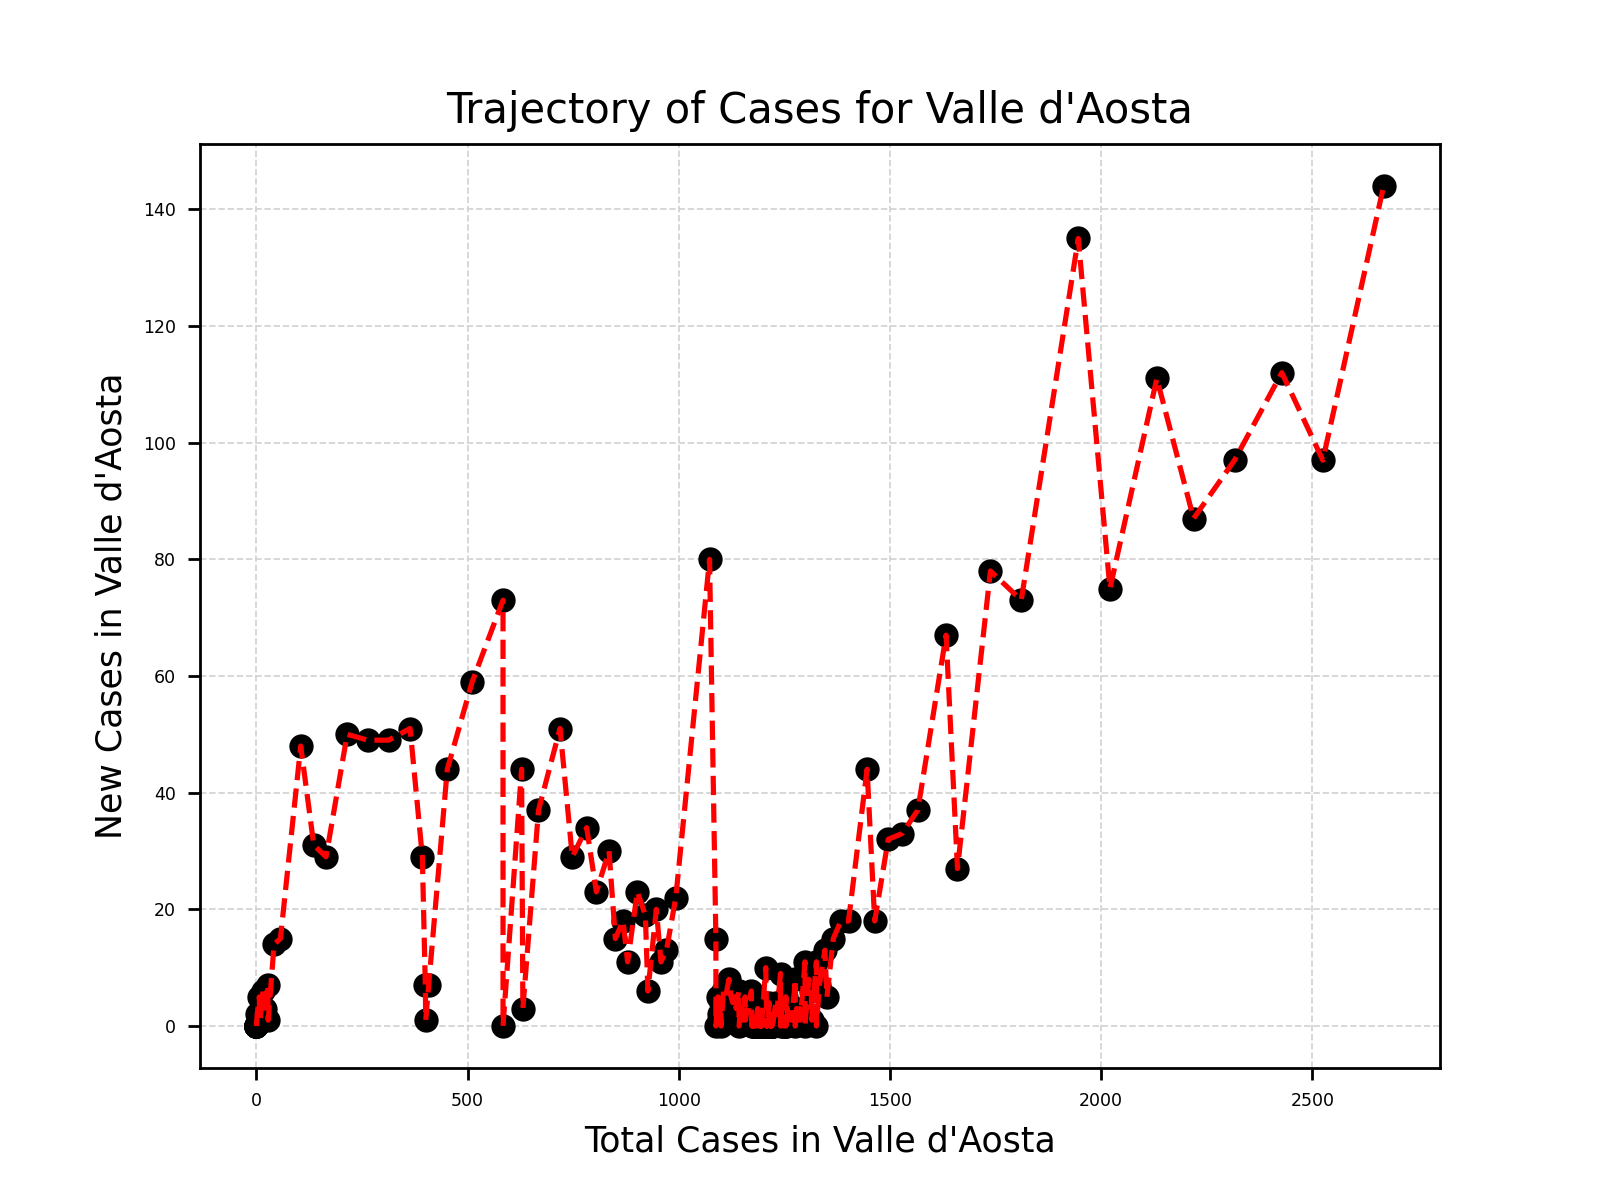 Trajectory of Cases for Valle d'Aosta
New Cases in Valle d'Aosta
140
120
100
80
60
40
20
0
0 500 1000 1500 2000 2500
Total Cases in Valle d'Aosta